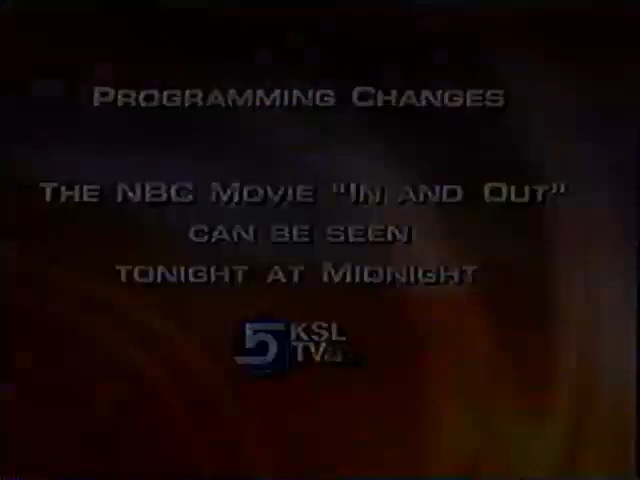 PROGRAMMING CHANGES
THE NBC MOVIE "IN AND OUT"
CAN BE SEEN
TONIGHT AT MIDNIGHT
5 KSL
TV